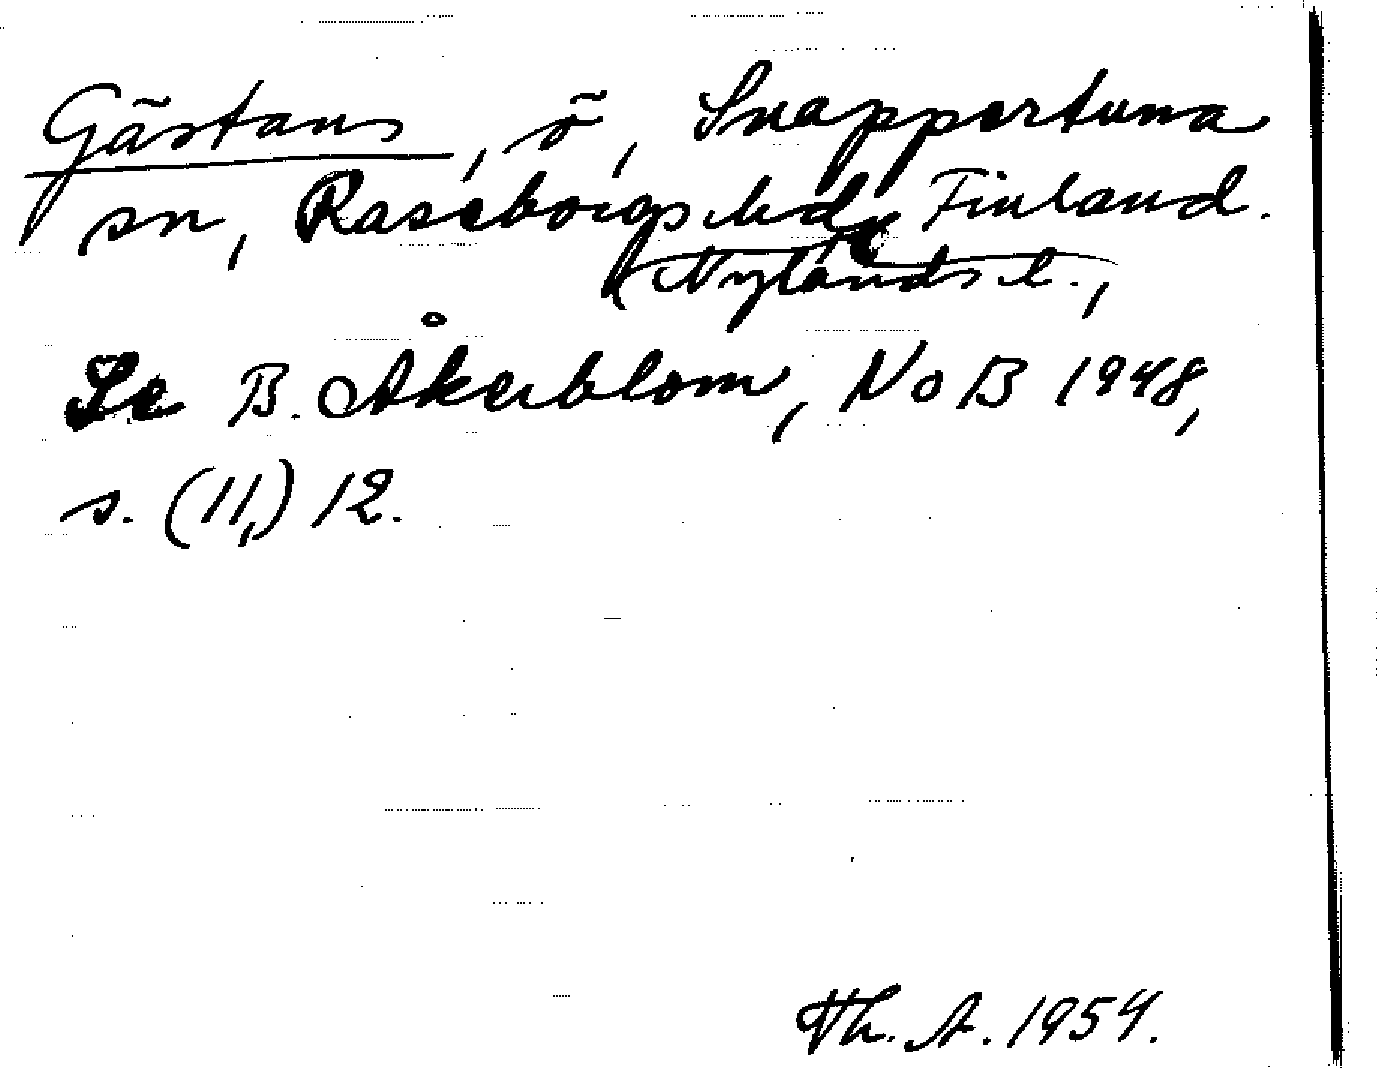 Gästans, ö, Snappertuna
sn, Raseborgs hd, Finland.
Nylands l.,
Se B. Åkerblom, NoB 1948,
s. (11,) 12.
Th. A. 1954.